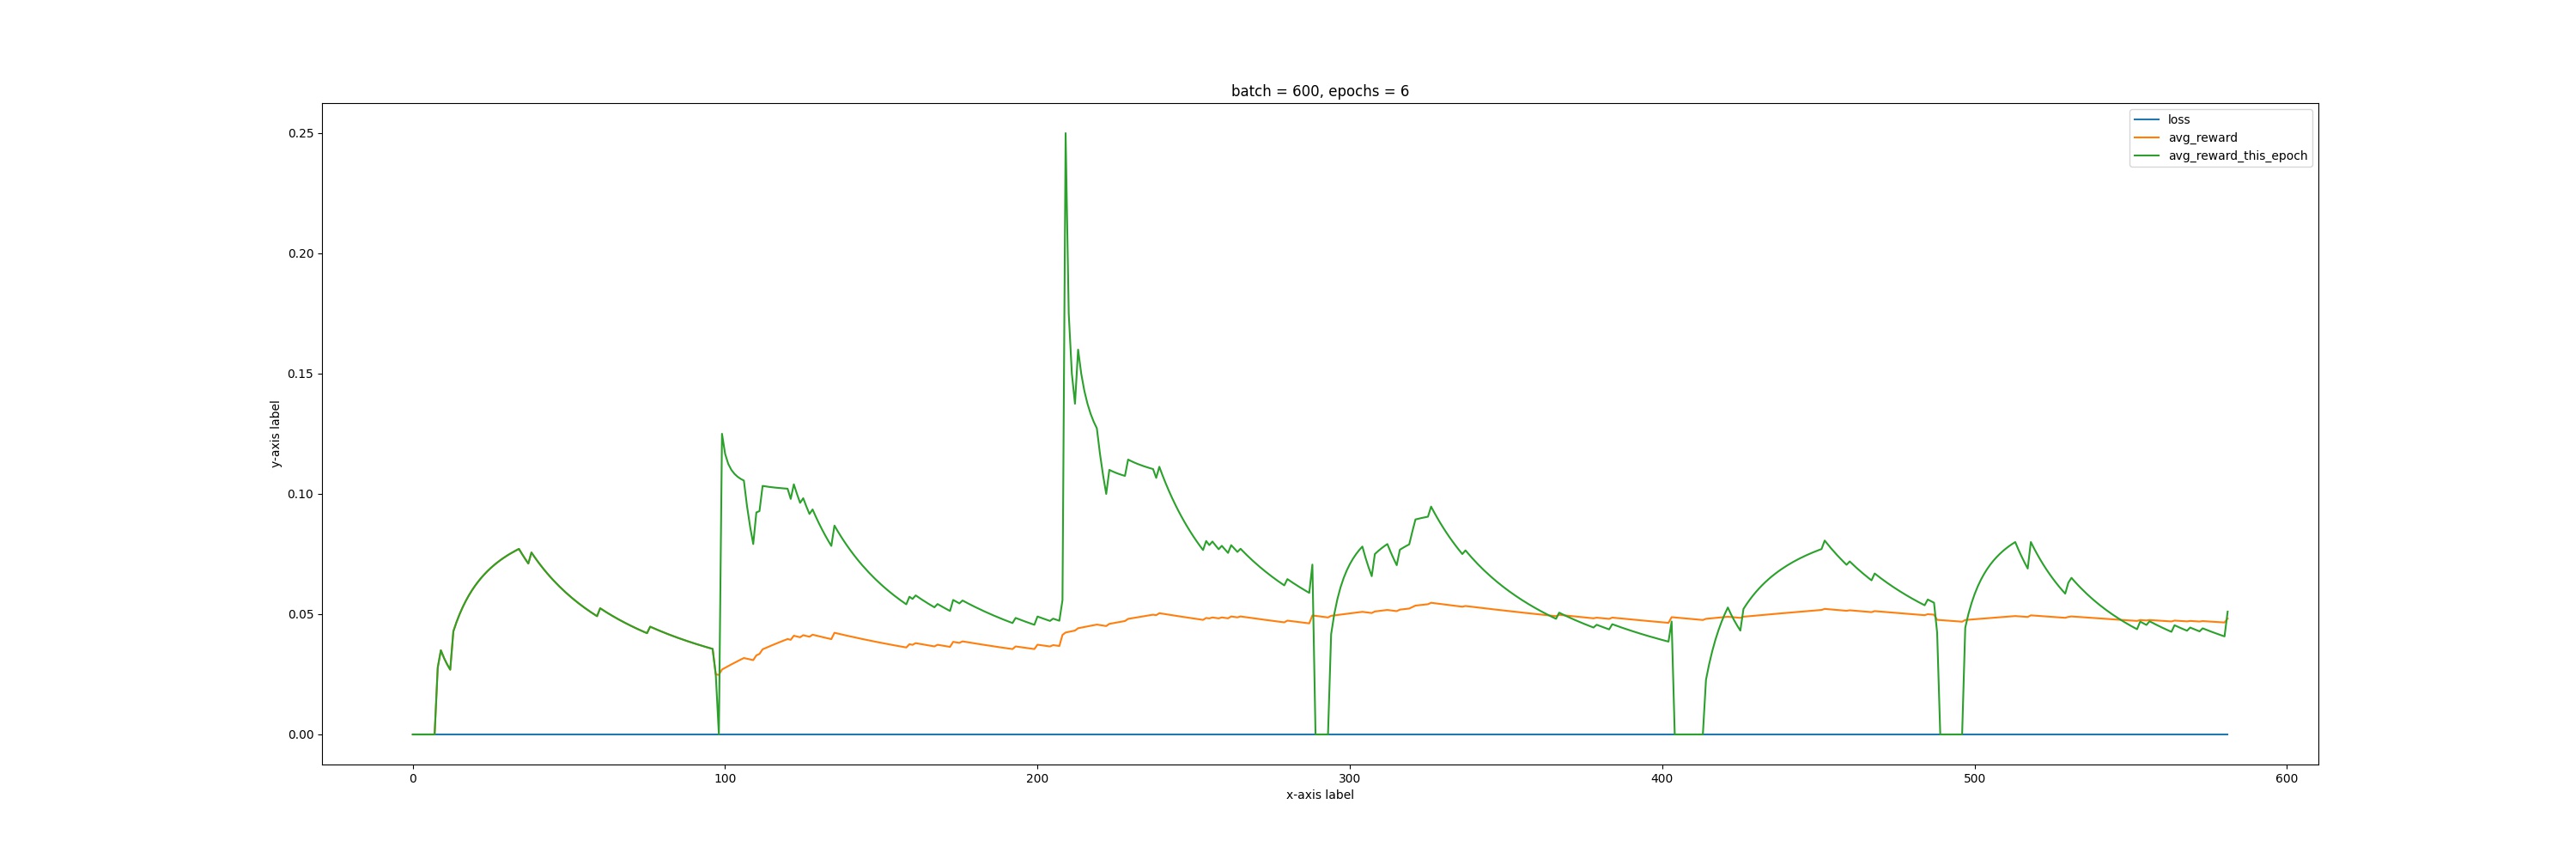 batch = 600, epochs = 6
loss
avg_reward
avg_reward_this_epoch
0.25
0.20
0.15
0.10
0.05
0.00
y-axis label
0
100
200
300
400
500
600
x-axis label